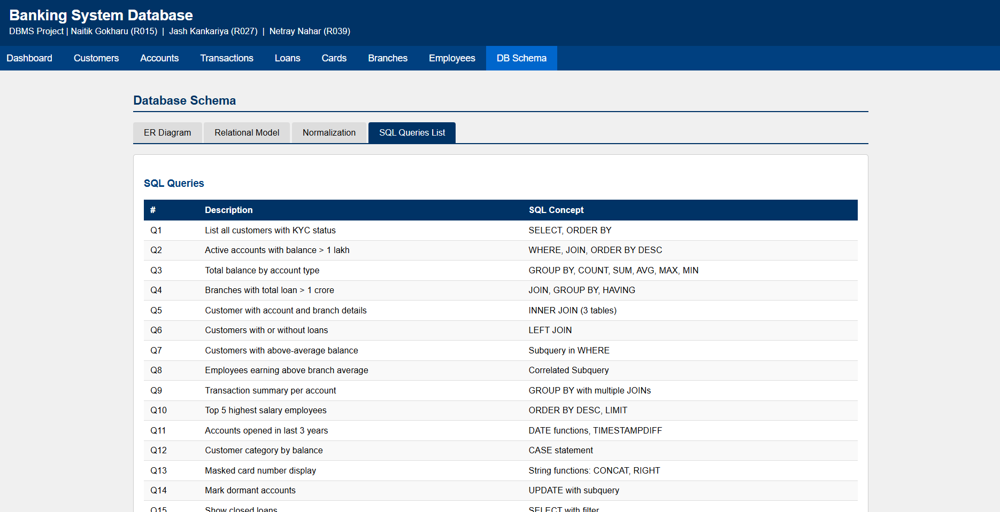 Banking System Database
DBMS Project | Naitik Gokharu (R015) | Jash Kankariya (R027) | Netray Nahar (R039)
Dashboard Customers Accounts Transactions Loans Cards Branches Employees DB Schema
Database Schema
ER Diagram Relational Model Normalization SQL Queries List
SQL Queries
# Description SQL Concept
Q1 List all customers with KYC status SELECT, ORDER BY
Q2 Active accounts with balance > 1 lakh WHERE, JOIN, ORDER BY DESC
Q3 Total balance by account type GROUP BY, COUNT, SUM, AVG, MAX, MIN
Q4 Branches with total loan > 1 crore JOIN, GROUP BY, HAVING
Q5 Customer with account and branch details INNER JOIN (3 tables)
Q6 Customers with or without loans LEFT JOIN
Q7 Customers with above-average balance Subquery in WHERE
Q8 Employees earning above branch average Correlated Subquery
Q9 Transaction summary per account GROUP BY with multiple JOINs
Q10 Top 5 highest salary employees ORDER BY DESC, LIMIT
Q11 Accounts opened in last 3 years DATE functions, TIMESTAMPDIFF
Q12 Customer category by balance CASE statement
Q13 Masked card number display String functions: CONCAT, RIGHT
Q14 Mark dormant accounts UPDATE with subquery
Q15 Show closed loans SELECT with filter